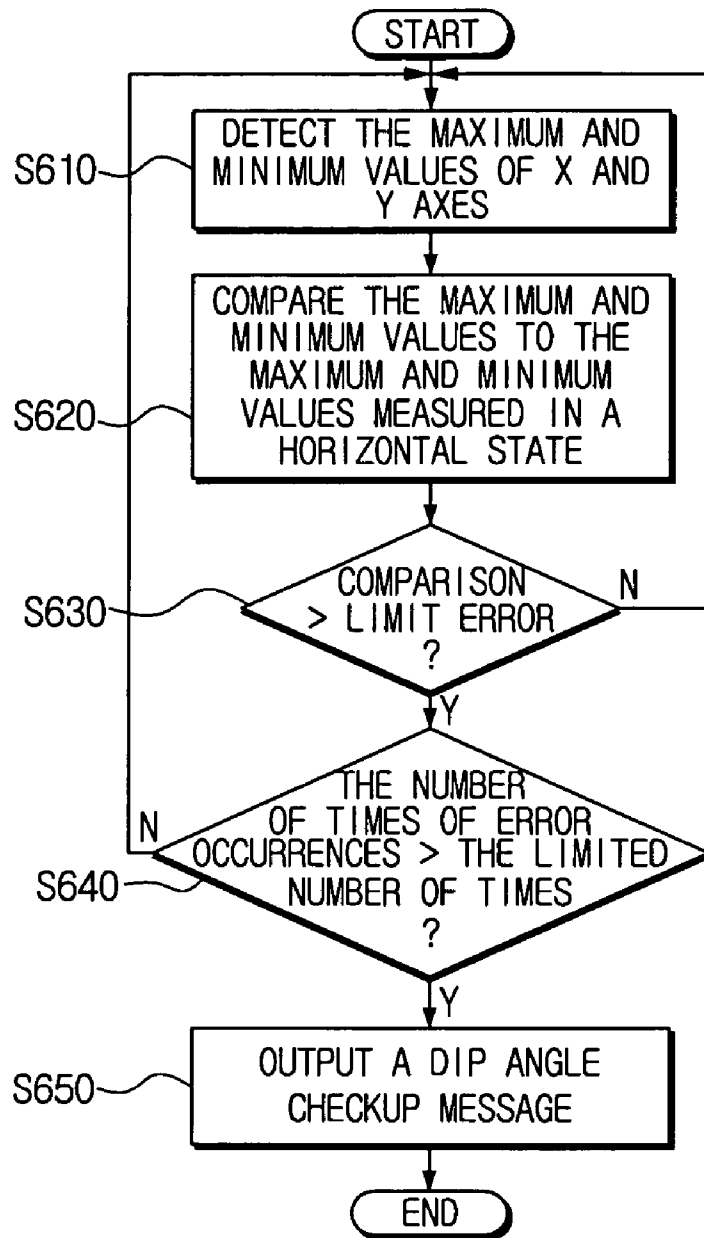 START
S610
DETECT THE MAXIMUM AND
MINIMUM VALUES OF X AND
Y AXES
S620
COMPARE THE MAXIMUM AND
MINIMUM VALUES TO THE
MAXIMUM AND MINIMUM
VALUES MEASURED IN A
HORIZONTAL STATE
S630
COMPARISON
> LIMIT ERROR
?
N
Y
S640
THE NUMBER
OF TIMES OF ERROR
OCCURRENCES > THE LIMITED
NUMBER OF TIMES
?
N
Y
S650
OUTPUT A DIP ANGLE
CHECKUP MESSAGE
END